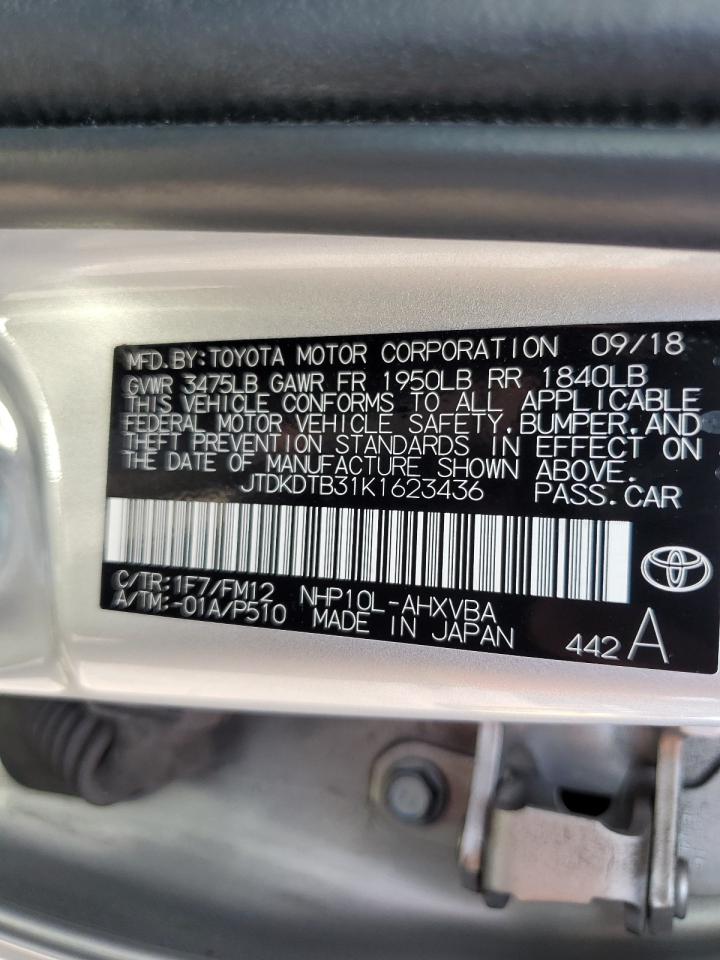 MFD.BY:TOYOTA MOTOR CORPORATION 09/18
GVWR 3475LB GAWR FR 1950LB RR 1840LB
THIS VEHICLE CONFORMS TO ALL APPLICABLE
FEDERAL MOTOR VEHICLE SAFETY,BUMPER,AND
THEFT PREVENTION STANDARDS IN EFFECT ON
THE DATE OF MANUFACTURE SHOWN ABOVE.
JTDKDTB31K1623436 PASS.CAR
C/TR:1F7/FM12 NHP10L-AHXVBA
A/TM:-01A/P510 MADE IN JAPAN 442 A